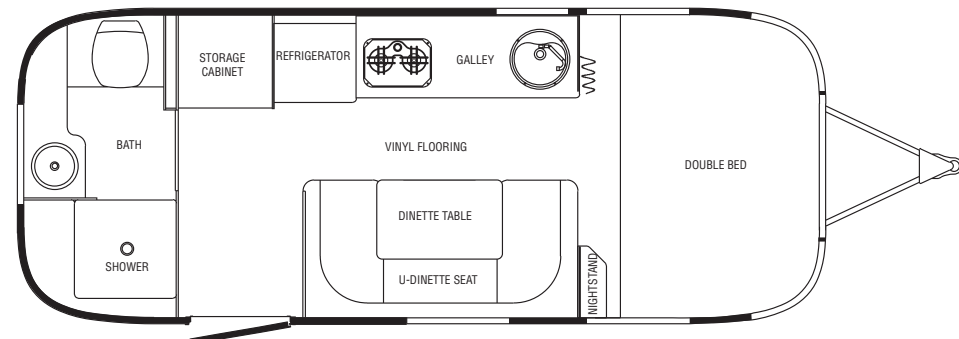 STORAGE
CABINET
REFRIGERATOR
GALLEY
BATH
VINYL FLOORING
DOUBLE BED
DINETTE TABLE
SHOWER
U-DINETTE SEAT
NIGHTSTAND